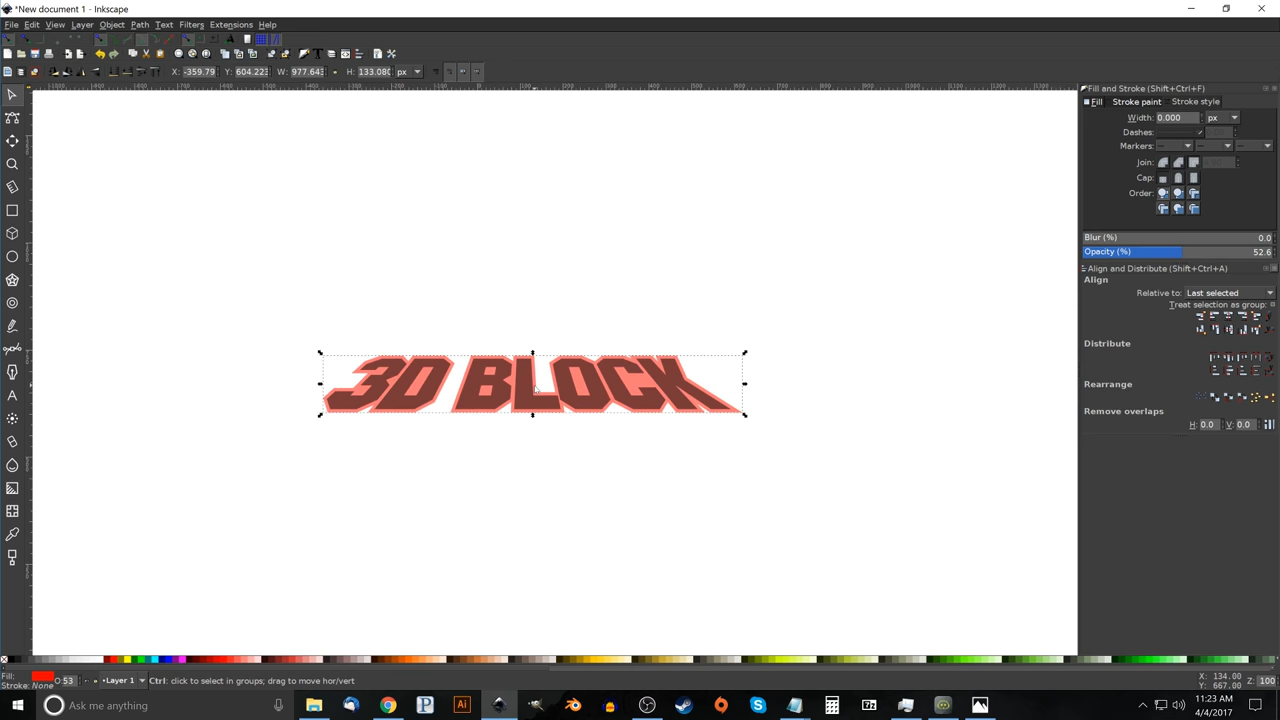 *New document 1 - Inkscape
File Edit View Layer Object Path Text Filters Extensions Help
X: -359.79 Y: 604.223 W: 977.643 H: 133.080 px
Fill and Stroke (Shift+Ctrl+F)
Fill Stroke paint Stroke style
Width: 0.000 px
Dashes:
Markers:
Join:
Cap:
Order:
Blur (%) 0.0
Opacity (%) 52.6
Align and Distribute (Shift+Ctrl+A)
Align
Relative to: Last selected
Treat selection as group:
Distribute
Rearrange
Remove overlaps
H: 0.0 V: 0.0
3D BLOCK
Fill:
Stroke: None
O: 53
Layer 1
Ctrl: click to select in groups; drag to move hor/vert
X: 134.00
Y: 667.00
Z: 100
Ask me anything
11:23 AM
4/4/2017